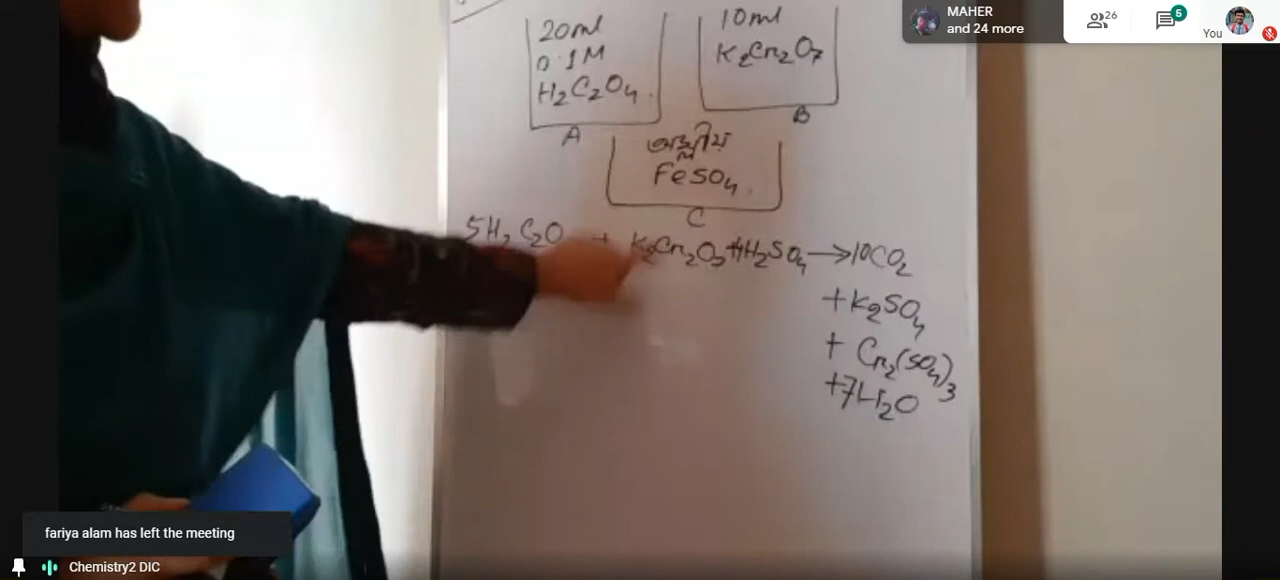 MAHER
and 24 more
26
5
You
20ml
0.1M
H2C2O4.
A
10ml
K2Cr2O7
B
অম্লীয়
FeSO4.
C
5H2C2O + K2Cr2O7+4H2SO4→10CO2
+K2SO4
+ Cr2(SO4)3
+7H2O
fariya alam has left the meeting
Chemistry2 DIC